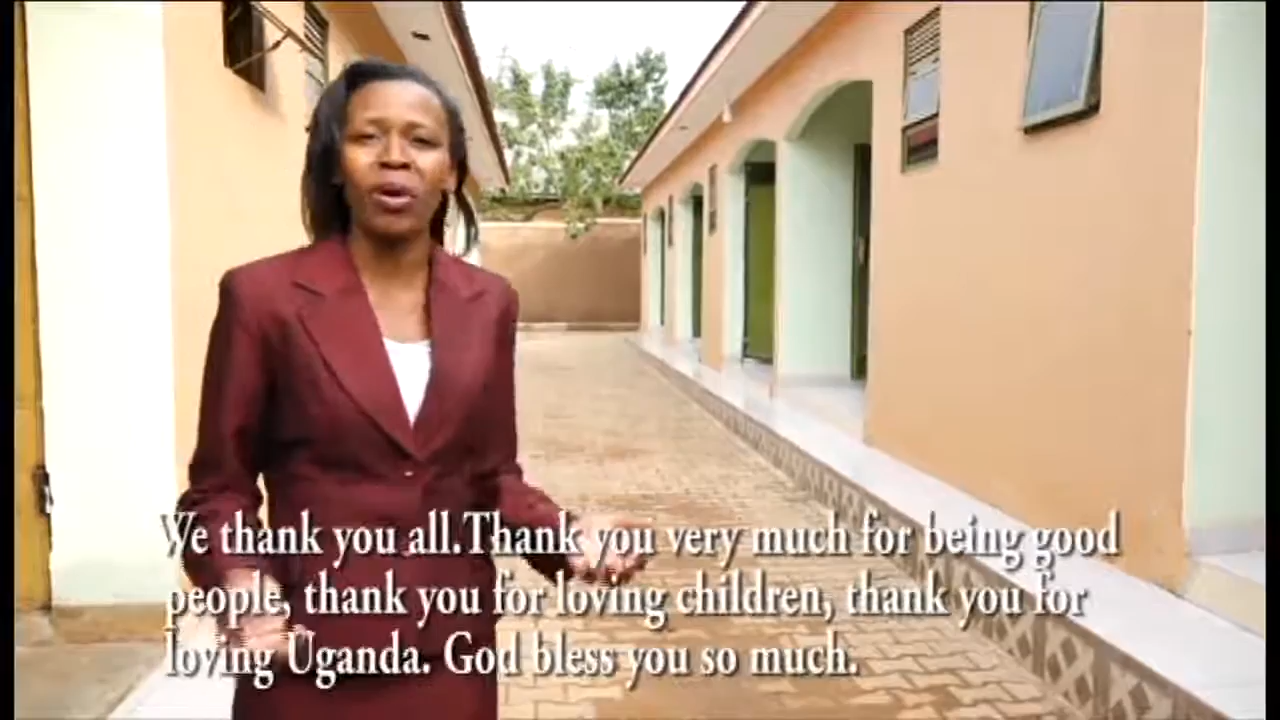 We thank you all.Thank you very much for being good
people, thank you for loving children, thank you for
loving Uganda. God bless you so much.